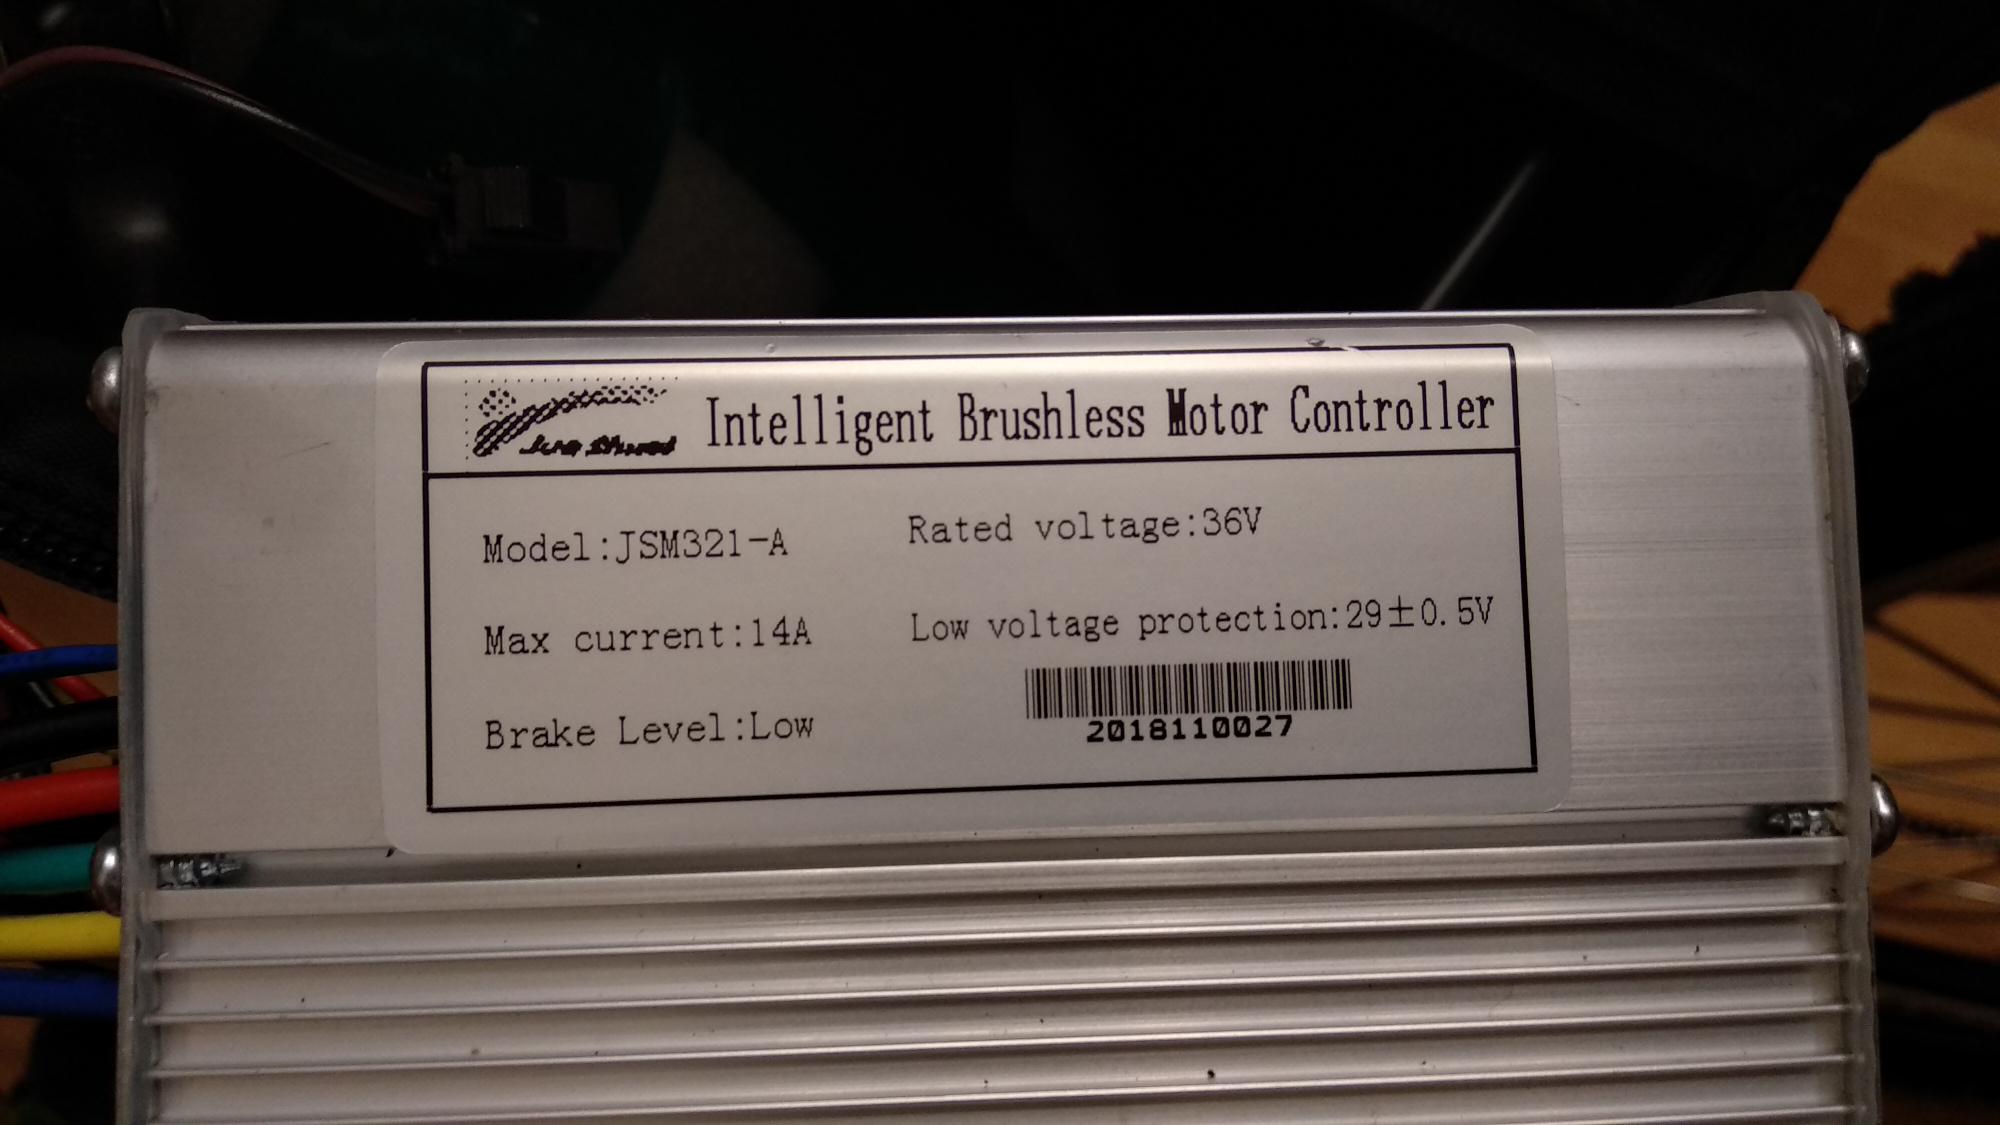 Intelligent Brushless Motor Controller
Model:JSM321-A
Rated voltage:36V
Max current:14A
Low voltage protection:29±0.5V
Brake Level:Low
2018110027